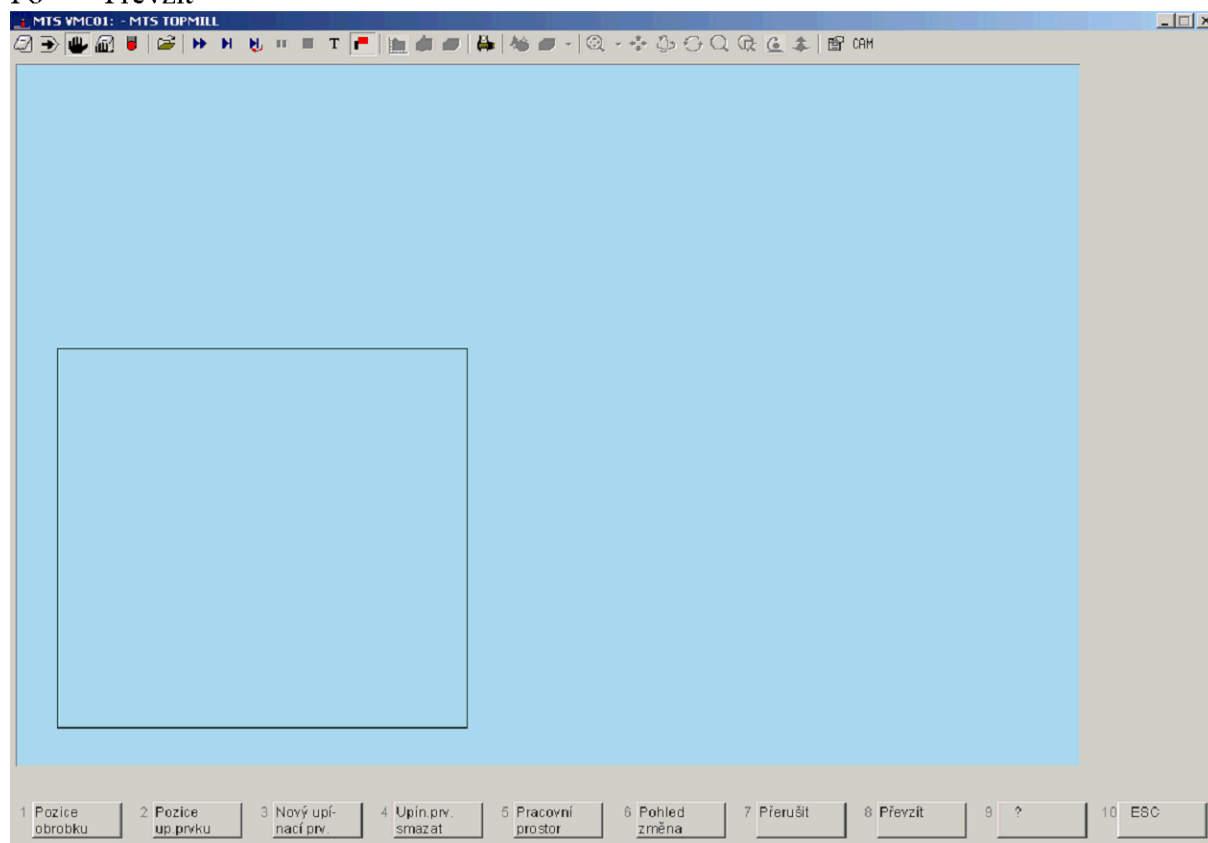 MTS VMC01: - MTS TOPMILL
T CAM
1 Pozice obrobku
2 Pozice up.prvku
3 Nový upí-
nací prv.
4 Upín.prv.
smazat
5 Pracovní
prostor
6 Pohled
změna
7 Přerušit
8 Převzít
9 ?
10 ESC